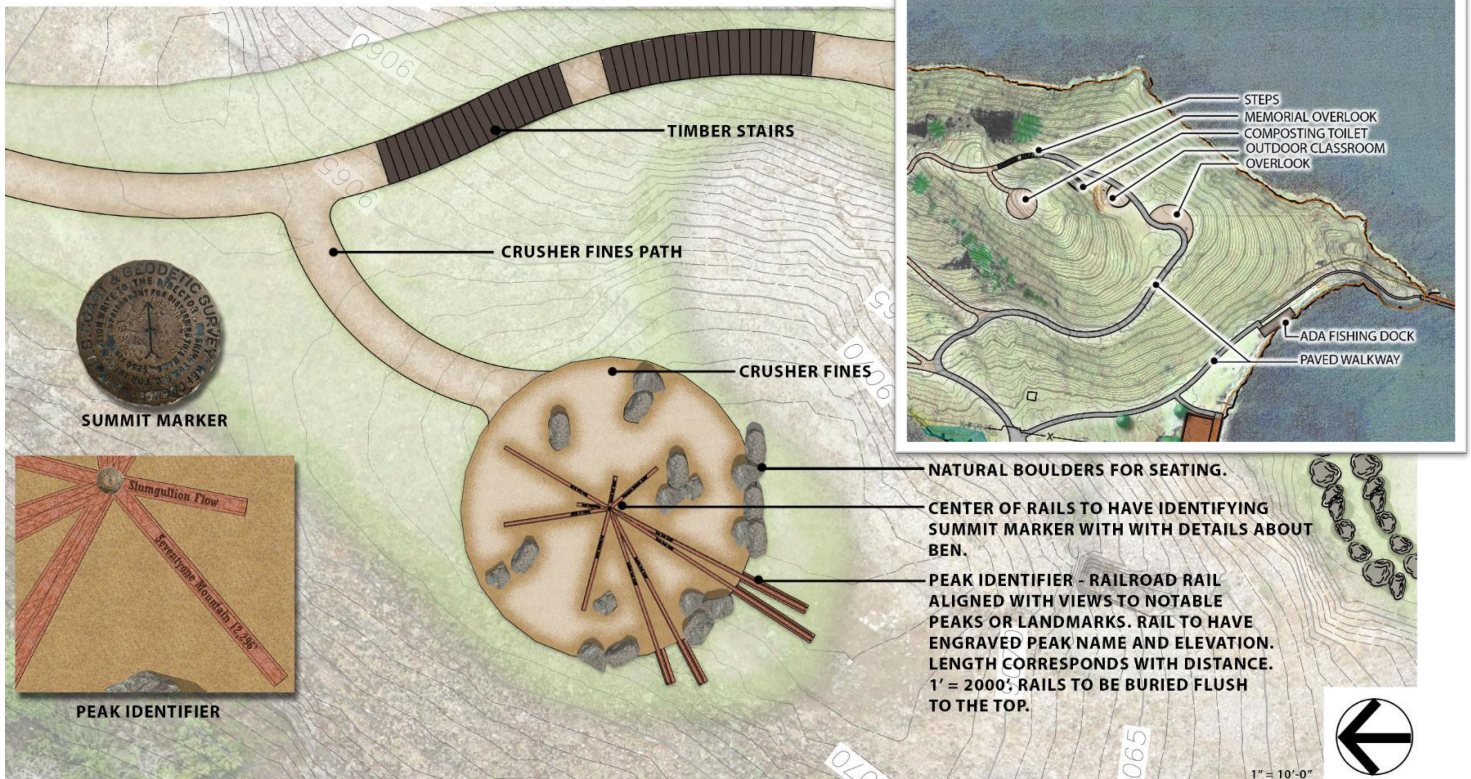 TIMBER STAIRS
CRUSHER FINES PATH
CRUSHER FINES
SUMMIT MARKER
Slumgullion Flow
Seventyone Mountain 12,296'
PEAK IDENTIFIER
NATURAL BOULDERS FOR SEATING.
CENTER OF RAILS TO HAVE IDENTIFYING
SUMMIT MARKER WITH WITH DETAILS ABOUT
BEN.
PEAK IDENTIFIER - RAILROAD RAIL
ALIGNED WITH VIEWS TO NOTABLE
PEAKS OR LANDMARKS. RAIL TO HAVE
ENGRAVED PEAK NAME AND ELEVATION.
LENGTH CORRESPONDS WITH DISTANCE.
1' = 2000'. RAILS TO BE BURIED FLUSH
TO THE TOP.
STEPS
MEMORIAL OVERLOOK
COMPOSTING TOILET
OUTDOOR CLASSROOM
OVERLOOK
ADA FISHING DOCK
PAVED WALKWAY
9060
9065
9070
070
065
1" = 10'-0"